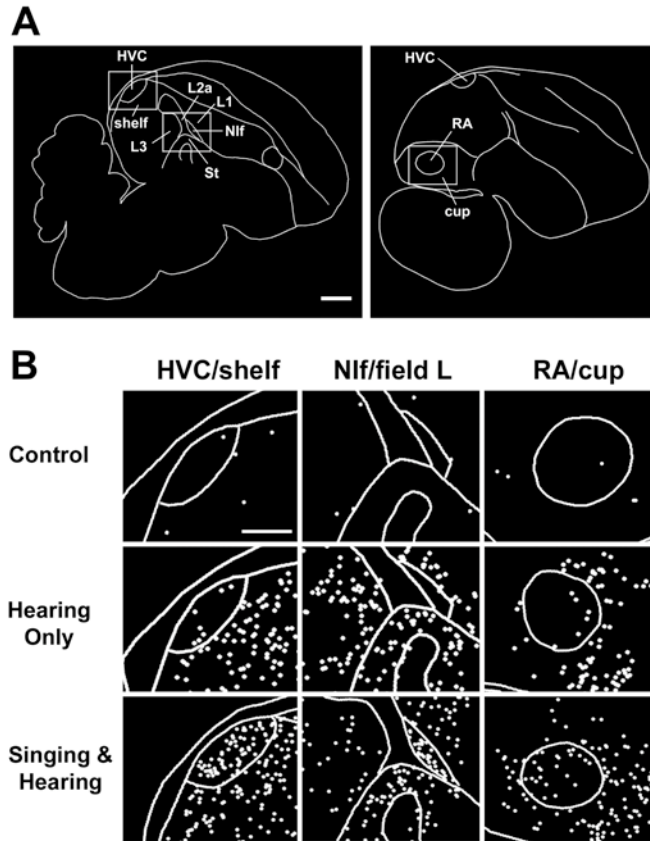 A
HVC
L2a
L1
shelf
NIf
L3
St
HVC
RA
cup
B
HVC/shelf NIf/field L RA/cup
Control
Hearing
Only
Singing &
Hearing